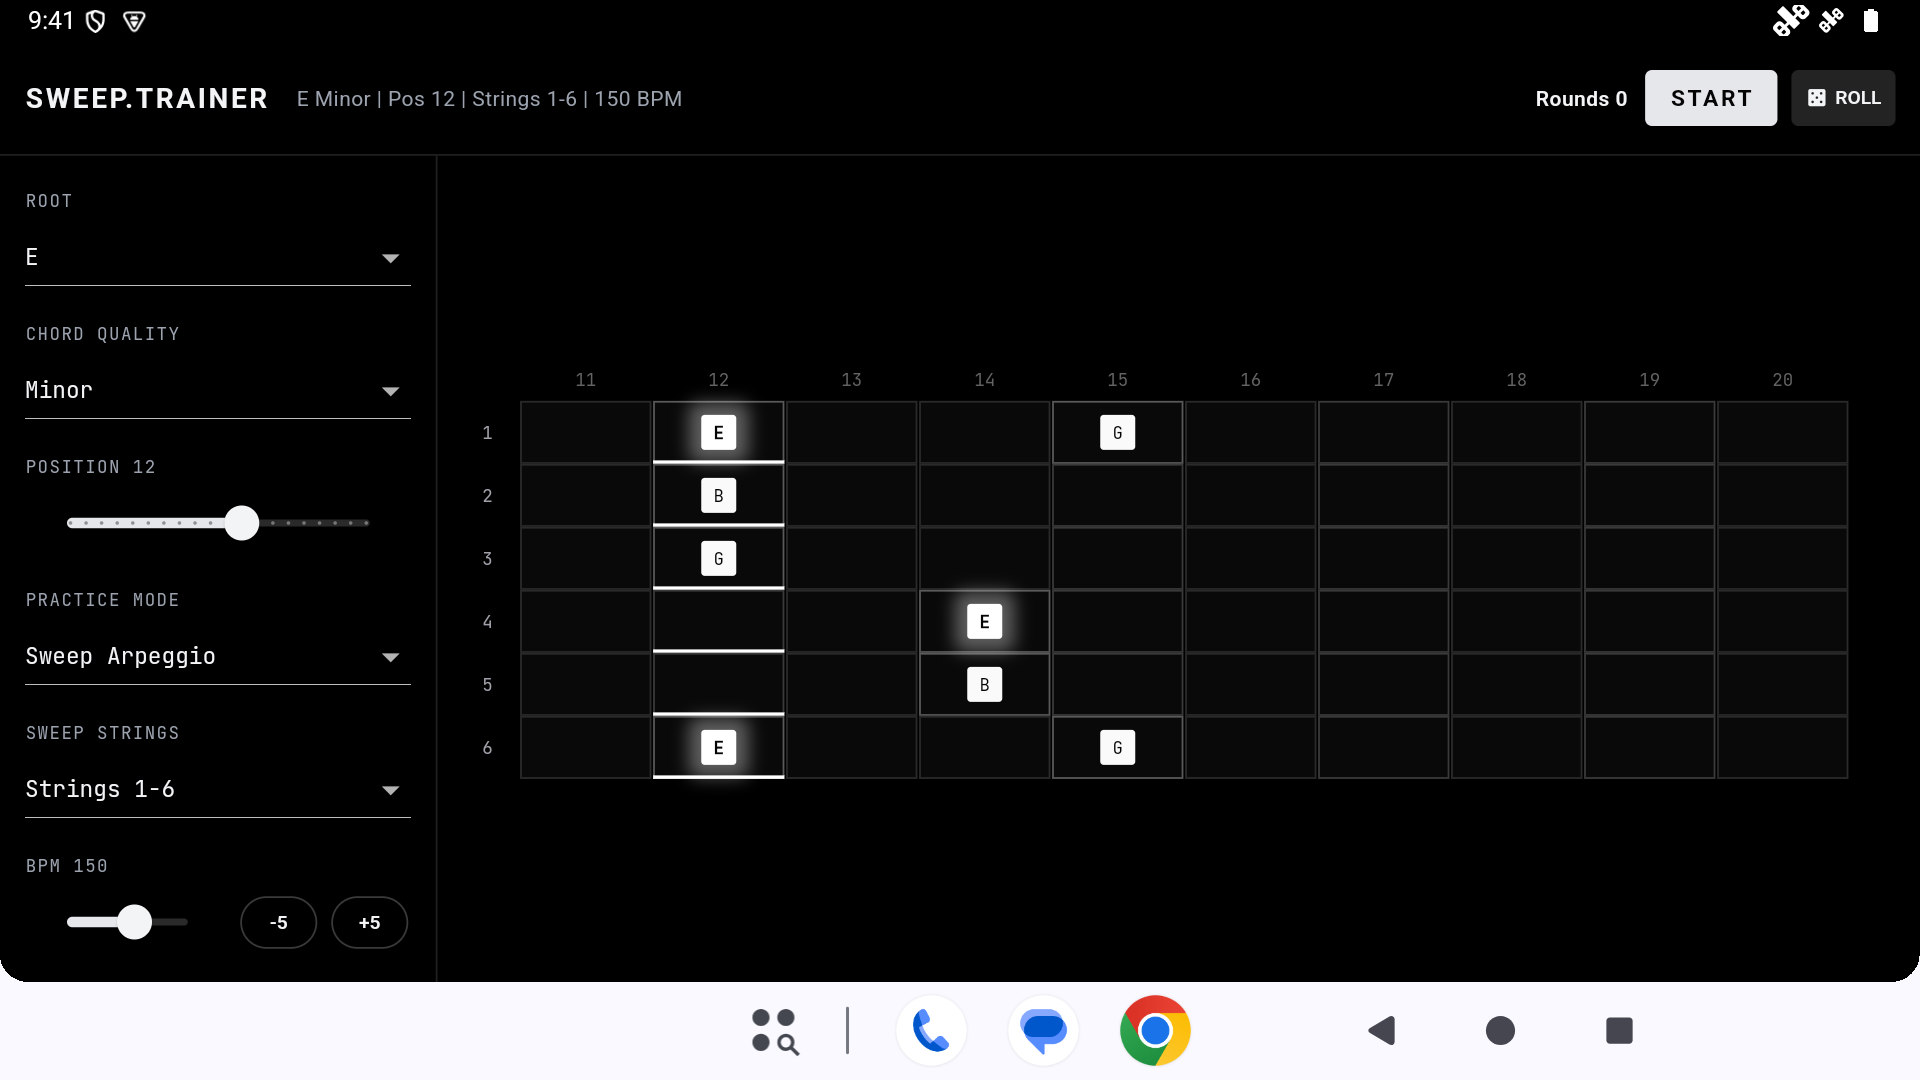 9:41
SWEEP.TRAINER E Minor | Pos 12 | Strings 1-6 | 150 BPM Rounds 0 START ROLL
ROOT
E
CHORD QUALITY
Minor
POSITION 12
PRACTICE MODE
Sweep Arpeggio
SWEEP STRINGS
Strings 1-6
BPM 150
-5 +5
11 12 13 14 15 16 17 18 19 20
1 E G
2 B
3 G
4 E
5 B
6 E G